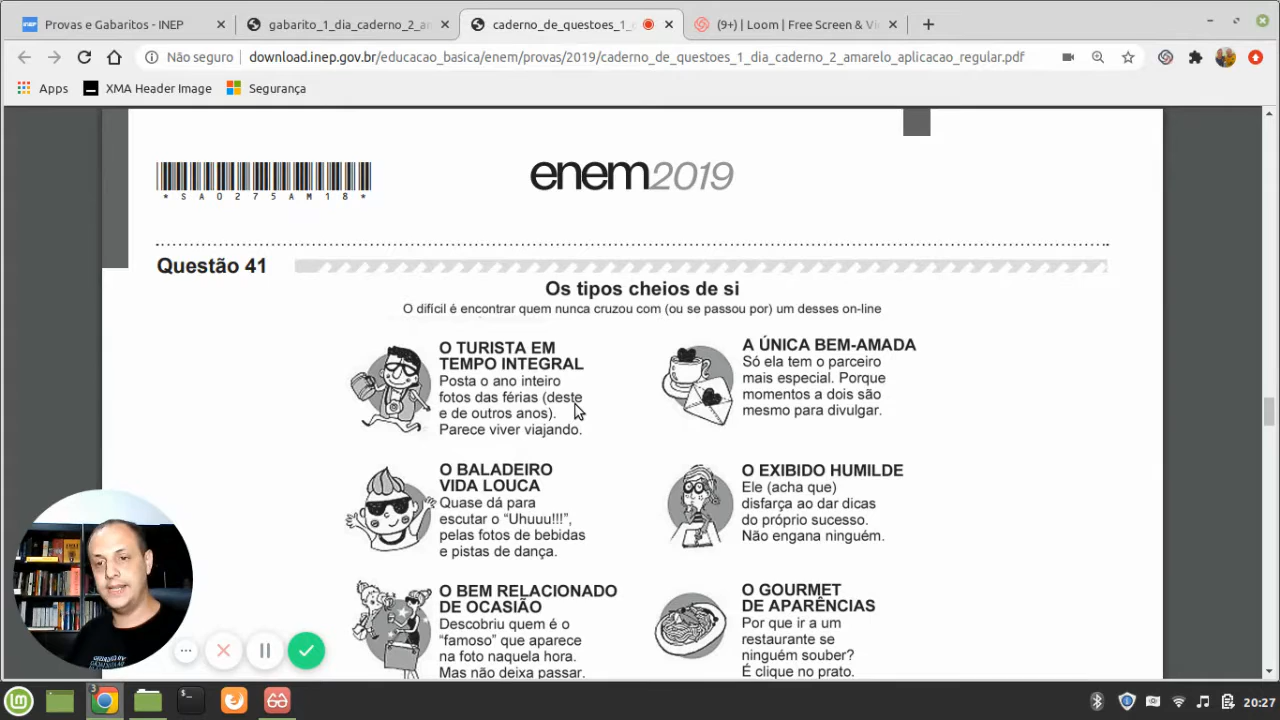 Provas e Gabaritos - INEP
gabarito_1_dia_caderno_2_am
caderno_de_questoes_1_d
(9+) Loom | Free Screen & Vi
Não seguro
download.inep.gov.br/educacao_basica/enem/provas/2019/caderno_de_questoes_1_dia_caderno_2_amarelo_aplicacao_regular.pdf
Apps
XMA Header Image
Segurança
enem2019
* S A 0 2 7 5 A M 1 8 *
Questão 41
Os tipos cheios de si
O difícil é encontrar quem nunca cruzou com (ou se passou por) um desses on-line
O TURISTA EM
TEMPO INTEGRAL
Posta o ano inteiro
fotos das férias (deste
e de outros anos).
Parece viver viajando.
A ÚNICA BEM-AMADA
Só ela tem o parceiro
mais especial. Porque
momentos a dois são
mesmo para divulgar.
O BALADEIRO
VIDA LOUCA
Quase dá para
escutar o “Uhuuu!!!”,
pelas fotos de bebidas
e pistas de dança.
O EXIBIDO HUMILDE
Ele (acha que)
disfarça ao dar dicas
do próprio sucesso.
Não engana ninguém.
O BEM RELACIONADO
DE OCASIÃO
Descobriu quem é o
“famoso” que aparece
na foto naquela hora.
Mas não deixa passar.
O GOURMET
DE APARÊNCIAS
Por que ir a um
restaurante se
ninguém souber?
É clique no prato.
3
20:27